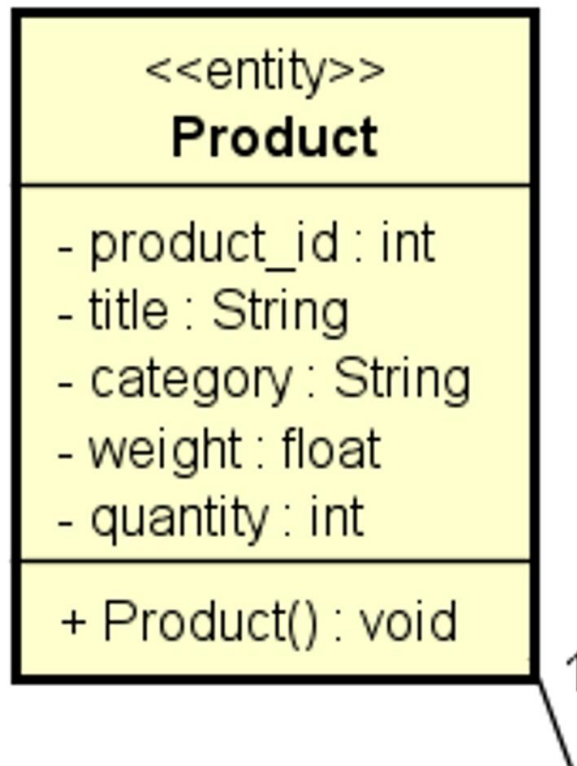 <<entity>>
Product
- product_id : int
- title : String
- category : String
- weight : float
- quantity : int
+ Product() : void